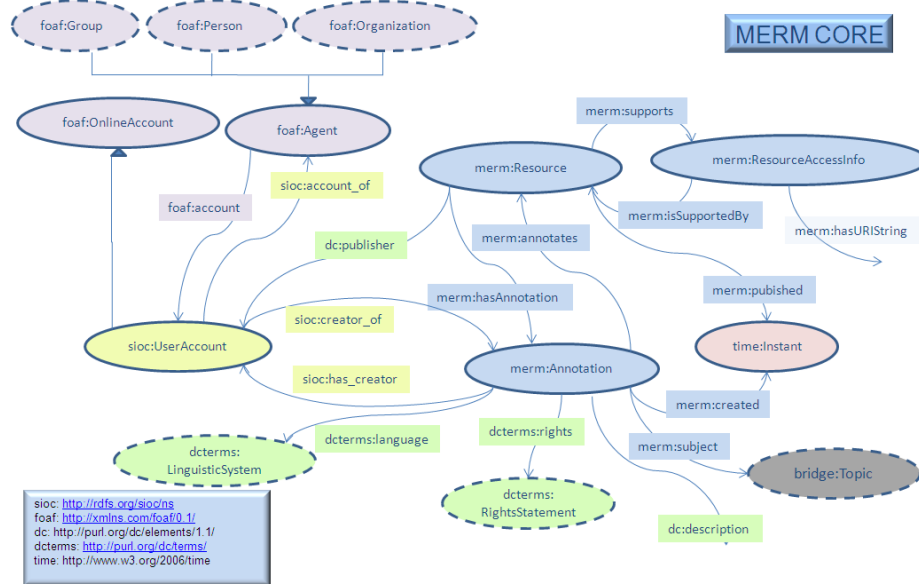 foaf:Group
foaf:Person
foaf:Organization
MERM CORE
foaf:OnlineAccount
foaf:Agent
merm:supports
merm:Resource
merm:ResourceAccessInfo
sioc:account_of
foaf:account
merm:isSupportedBy
merm:hasURIString
dc:publisher
merm:annotates
merm:hasAnnotation
merm:pubished
sioc:creator_of
sioc:UserAccount
time:Instant
merm:Annotation
sioc:has_creator
merm:created
dcterms:language
dcterms:rights
merm:subject
dcterms:
LinguisticSystem
bridge:Topic
dcterms:
RightsStatement
dc:description
sioc: http://rdfs.org/sioc/ns
foaf: http://xmlns.com/foaf/0.1/
dc: http://purl.org/dc/elements/1.1/
dcterms: http://purl.org/dc/terms/
time: http://www.w3.org/2006/time